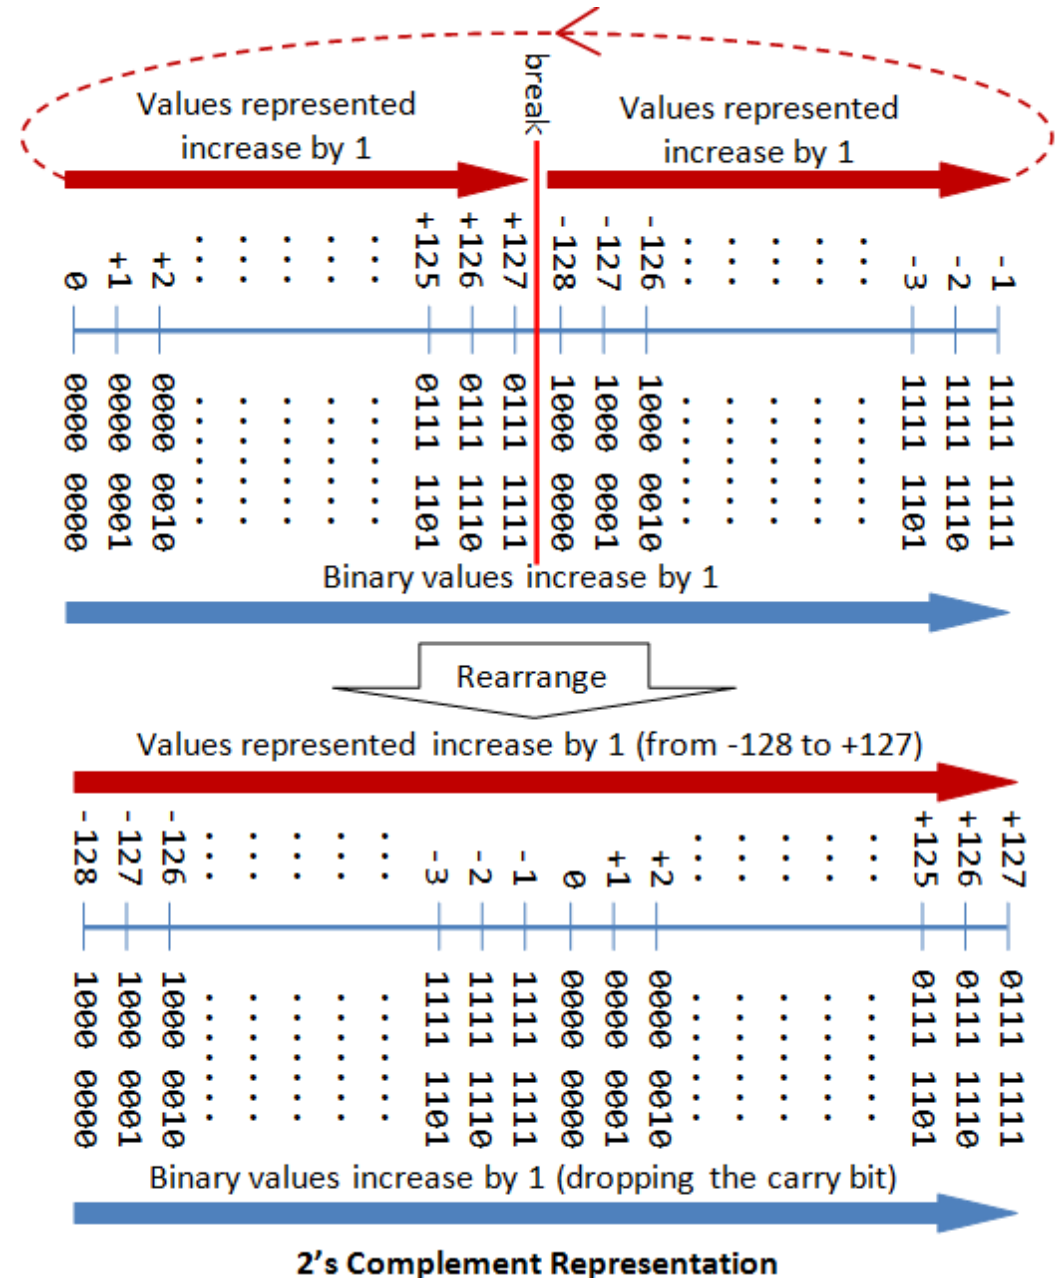 break
Values represented
increase by 1
Values represented
increase by 1
0 +1 +2 ..... +125 +126 +127 -128 -127 -126 ..... -3 -2 -1
0000 0000 0000 0001 0000 0010 ..... 0111 1101 0111 1110 0111 1111 1000 0000 1000 0001 1000 0010 ..... 1111 1101 1111 1110 1111 1111
Binary values increase by 1
Rearrange
Values represented increase by 1 (from -128 to +127)
-128 -127 -126 ..... -3 -2 -1 0 +1 +2 ..... +125 +126 +127
1000 0000 1000 0001 1000 0010 ..... 1111 1101 1111 1110 1111 1111 0000 0000 0000 0001 0000 0010 ..... 0111 1101 0111 1110 0111 1111
Binary values increase by 1 (dropping the carry bit)
2's Complement Representation